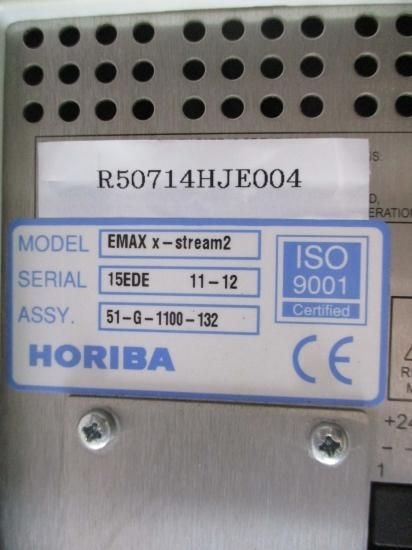 R50714HJE004
MODEL EMAX x-stream2
SERIAL 15EDE 11-12
ASSY. 51-G-1100-132
ISO
9001
Certified
HORIBA
CE
+24
1